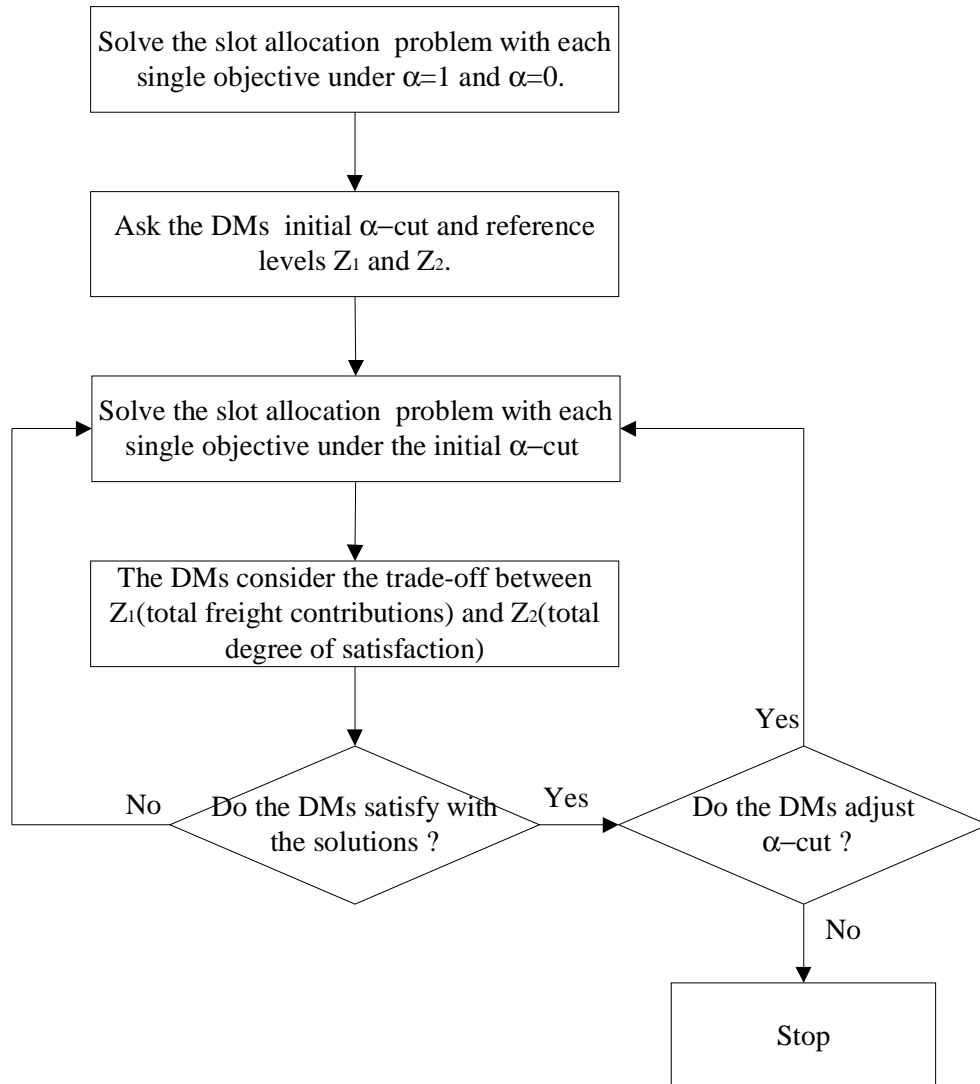 Solve the slot allocation problem with each
single objective under α=1 and α=0.
Ask the DMs initial α−cut and reference
levels Z₁ and Z₂.
Solve the slot allocation problem with each
single objective under the initial α−cut
The DMs consider the trade-off between
Z₁(total freight contributions) and Z₂(total
degree of satisfaction)
Yes
No
Do the DMs satisfy with
the solutions ?
Yes
Do the DMs adjust
α−cut ?
No
Stop